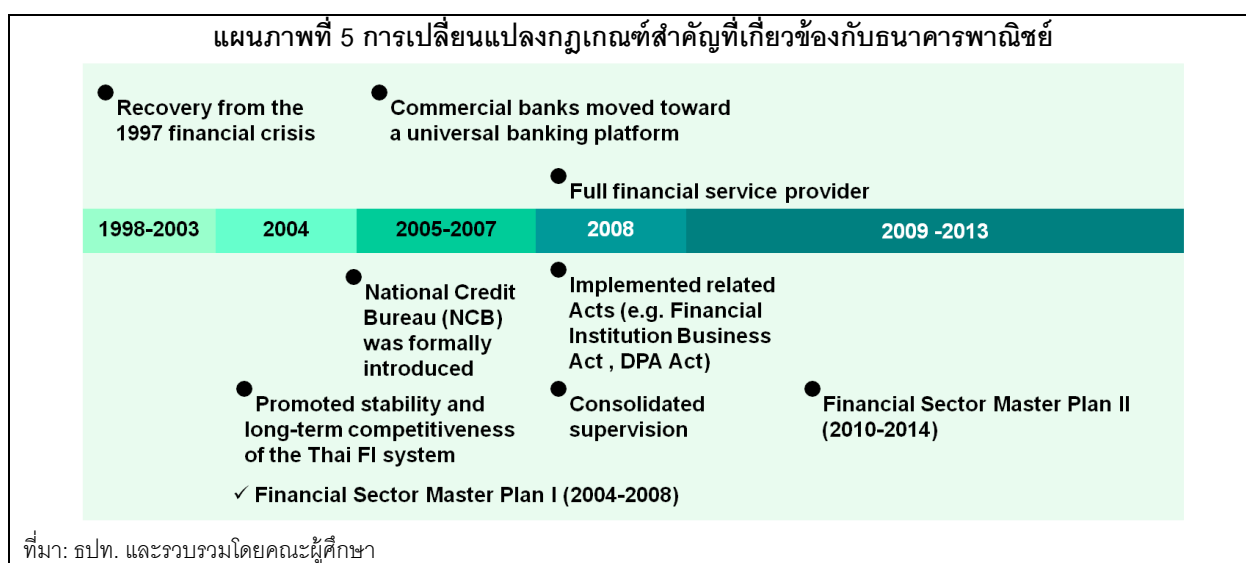 แผนภาพที่ 5 การเปลี่ยนแปลงกฎเกณฑ์สำคัญที่เกี่ยวข้องกับธนาคารพาณิชย์
● Recovery from the
1997 financial crisis
● Commercial banks moved toward
a universal banking platform
● Full financial service provider
1998-2003 2004 2005-2007 2008 2009 -2013
● National Credit
Bureau (NCB)
was formally
introduced
● Implemented related
Acts (e.g. Financial
Institution Business
Act , DPA Act)
● Promoted stability and
long-term competitiveness
of the Thai FI system
● Consolidated
supervision
● Financial Sector Master Plan II
(2010-2014)
✓ Financial Sector Master Plan I (2004-2008)
ที่มา: ธปท. และรวบรวมโดยคณะผู้ศึกษา